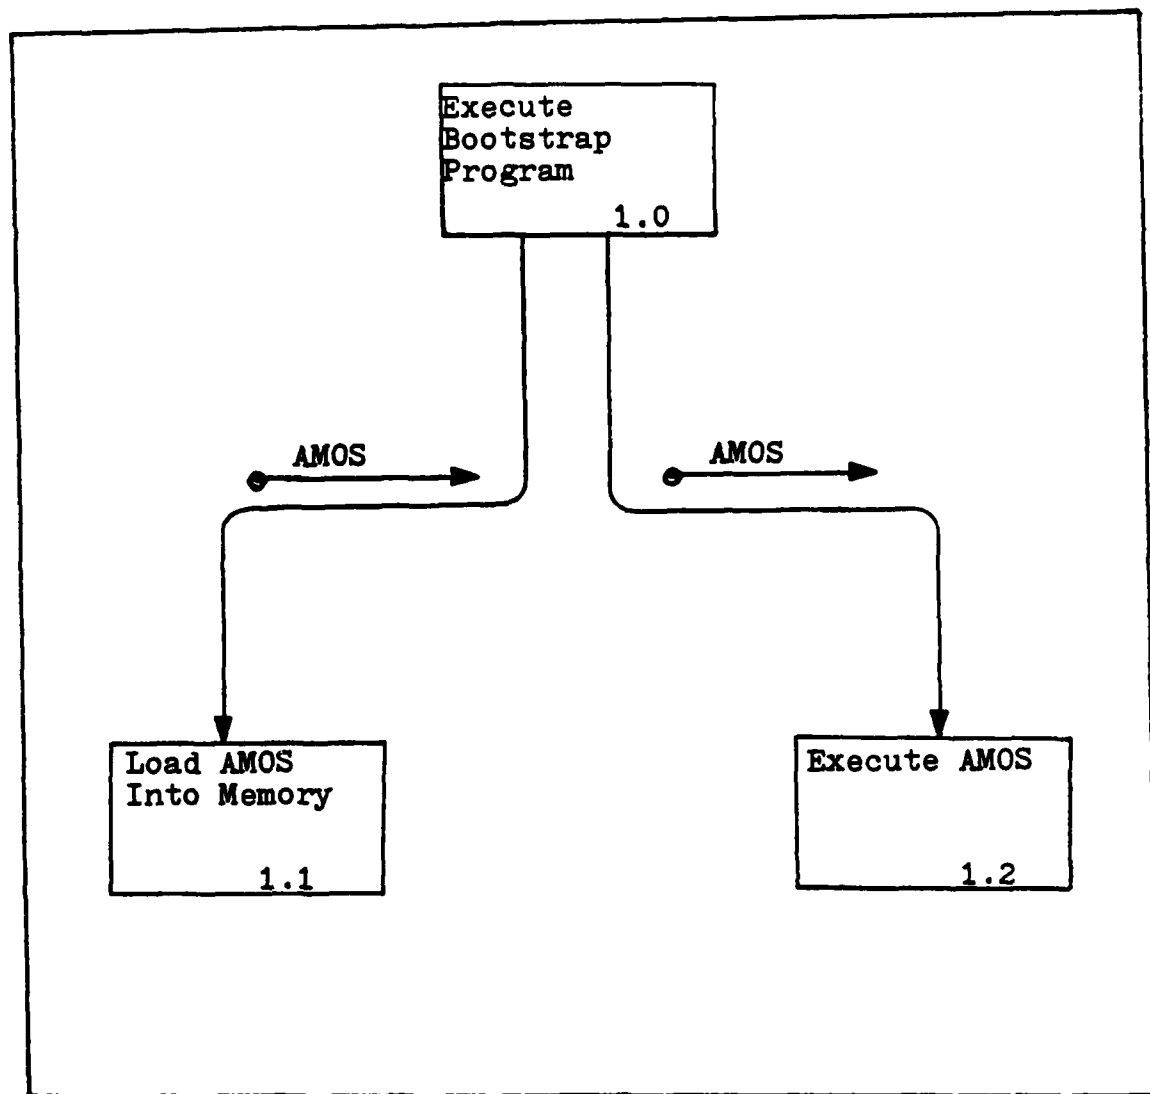 Execute
Bootstrap
Program
1.0
AMOS
AMOS
Load AMOS
Into Memory
1.1
Execute AMOS
1.2